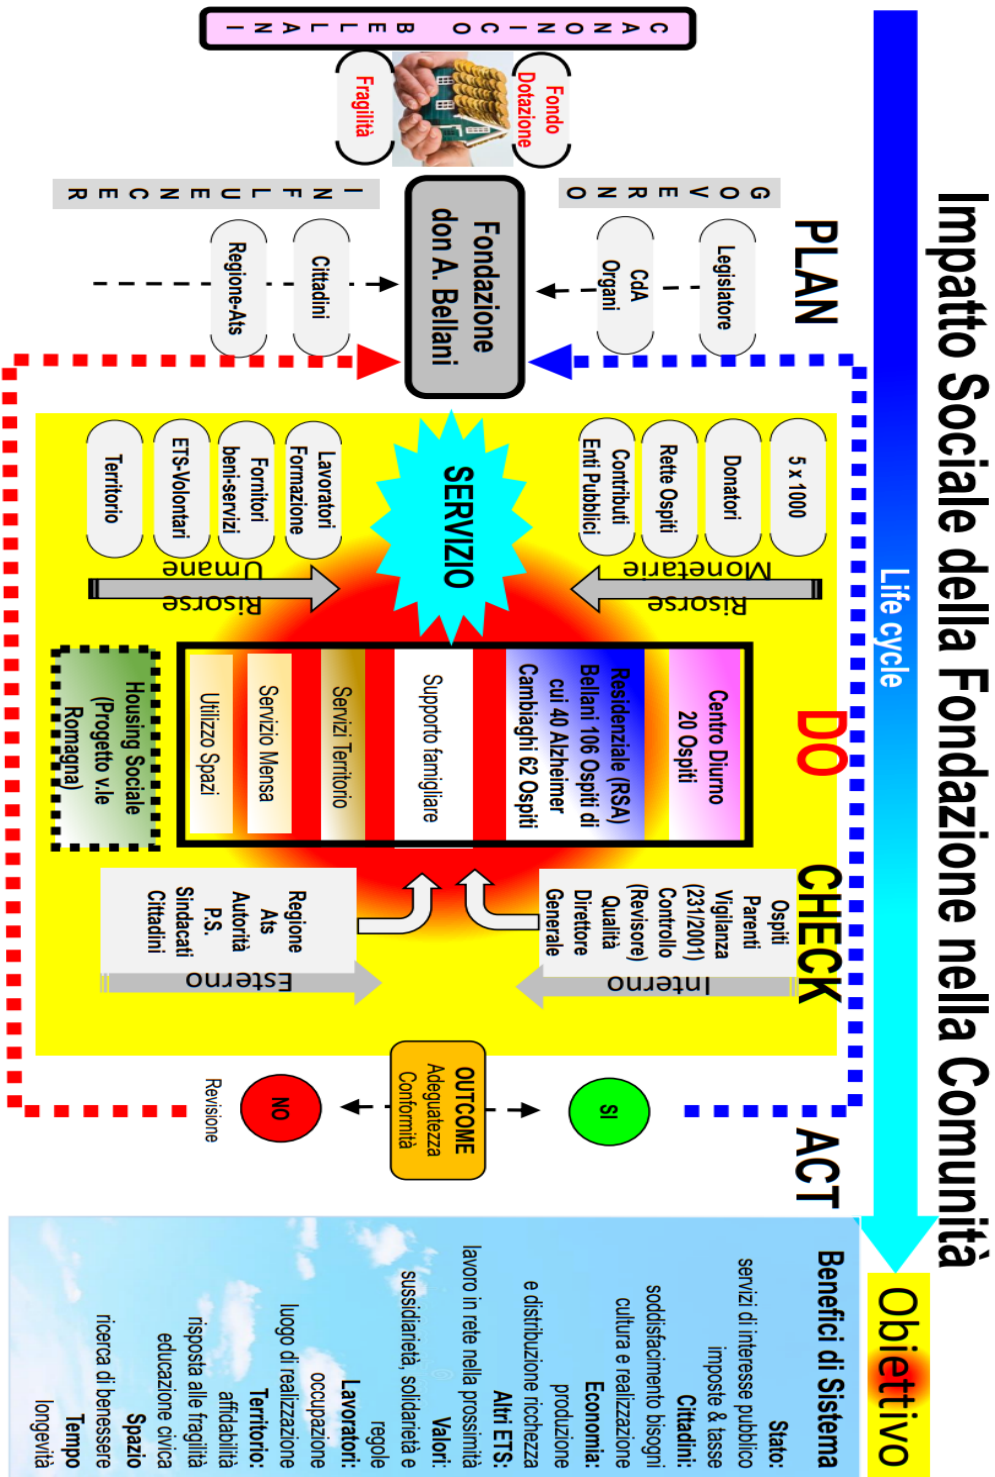 Impatto Sociale della Fondazione nella Comunità
Life cycle
Obiettivo
PLAN
DO
CHECK
ACT
CANONICO BELLANI
Fondo
Dotazione
Fragilità
GOVERNO
INFLUENCER
Legislatore
CdA
Organi
Cittadini
Regione-Ats
Fondazione
don A. Bellani
5 x 1000
Donatori
Rette Ospiti
Contributi
Enti Pubblici
Risorse
Monetarie
SERVIZIO
Lavoratori
Formazione
Fornitori
beni-servizi
ETS-Volontari
Territorio
Risorse
Umane
Centro Diurno
20 Ospiti
Residenziale (RSA)
Bellani 106 Ospiti di
cui 40 Alzheimer
Cambiaghi 62 Ospiti
Supporto famigliare
Servizi Territorio
Servizio Mensa
Utilizzo Spazi
Housing Sociale
(Progetto v.le
Romagna)
Ospiti
Parenti
Vigilanza
(231/2001)
Controllo
(Revisore)
Qualità
Direttore
Generale
Interno
Regione
Ats
Autorità
P.S.
Sindacati
Cittadini
Esterno
SI
OUTCOME
Adeguatezza
Conformità
NO
Revisione
Benefici di Sistema
Stato:
servizi di interesse pubblico
imposte & tasse
Cittadini:
soddisfacimento bisogni
cultura e realizzazione
Economia:
produzione
e distribuzione ricchezza
Altri ETS:
lavoro in rete nella prossimità
Valori:
sussidiarietà, solidarietà e
regole
Lavoratori:
occupazione
luogo di realizzazione
Territorio:
affidabilità
risposta alle fragilità
educazione civica
Spazio
ricerca di benessere
Tempo
longevità